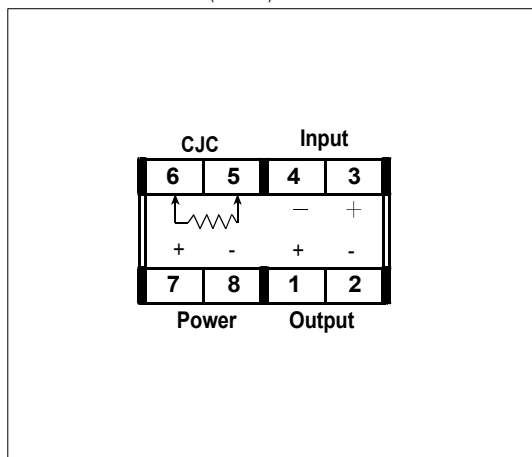 CJC Input
6 5 4 3
— +
+ - + -
7 8 1 2
Power Output